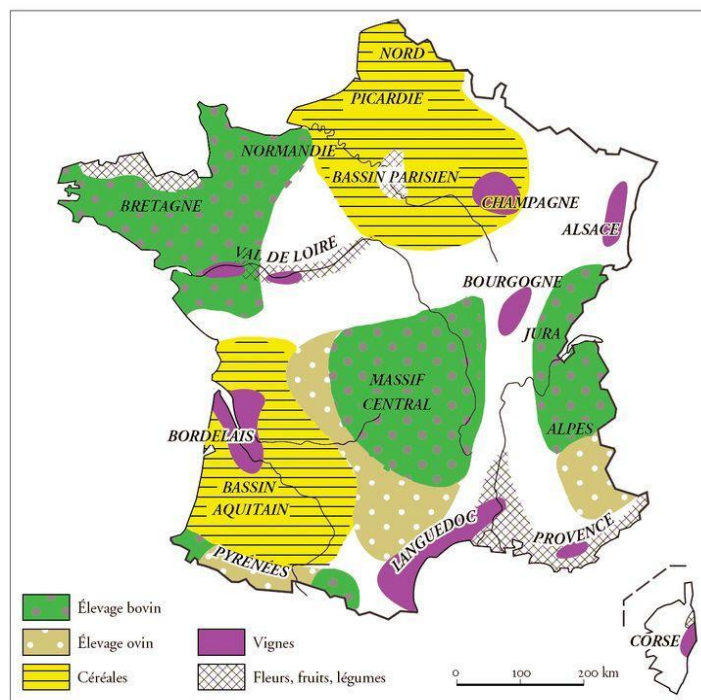 NORD
PICARDIE
NORMANDIE
BASSIN PARISIEN
CHAMPAGNE
BRETAGNE
ALSACE
VAL DE LOIRE
BOURGOGNE
JURA
MASSIF
CENTRAL
ALPES
BORDELAIS
BASSIN
AQUITAIN
LANGUEDOC
PROVENCE
PYRÉNÉES
CORSE
Élevage bovin
Élevage ovin
Céréales
Vignes
Fleurs, fruits, légumes
0 100 200 km